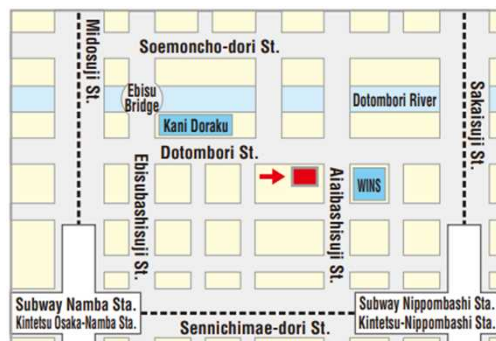 Soemoncho-dori St.
Midosuji St.
Ebisu
Bridge
Dotombori River
Sakaisuji St.
Kani Doraku
Dotombori St.
Ebisubashisuji St.
Aiaibashisuji St.
WINS
Subway Namba Sta.
Kintetsu Osaka-Namba Sta.
Subway Nippombashi Sta.
Kintetsu-Nippombashi Sta.
Sennichimae-dori St.